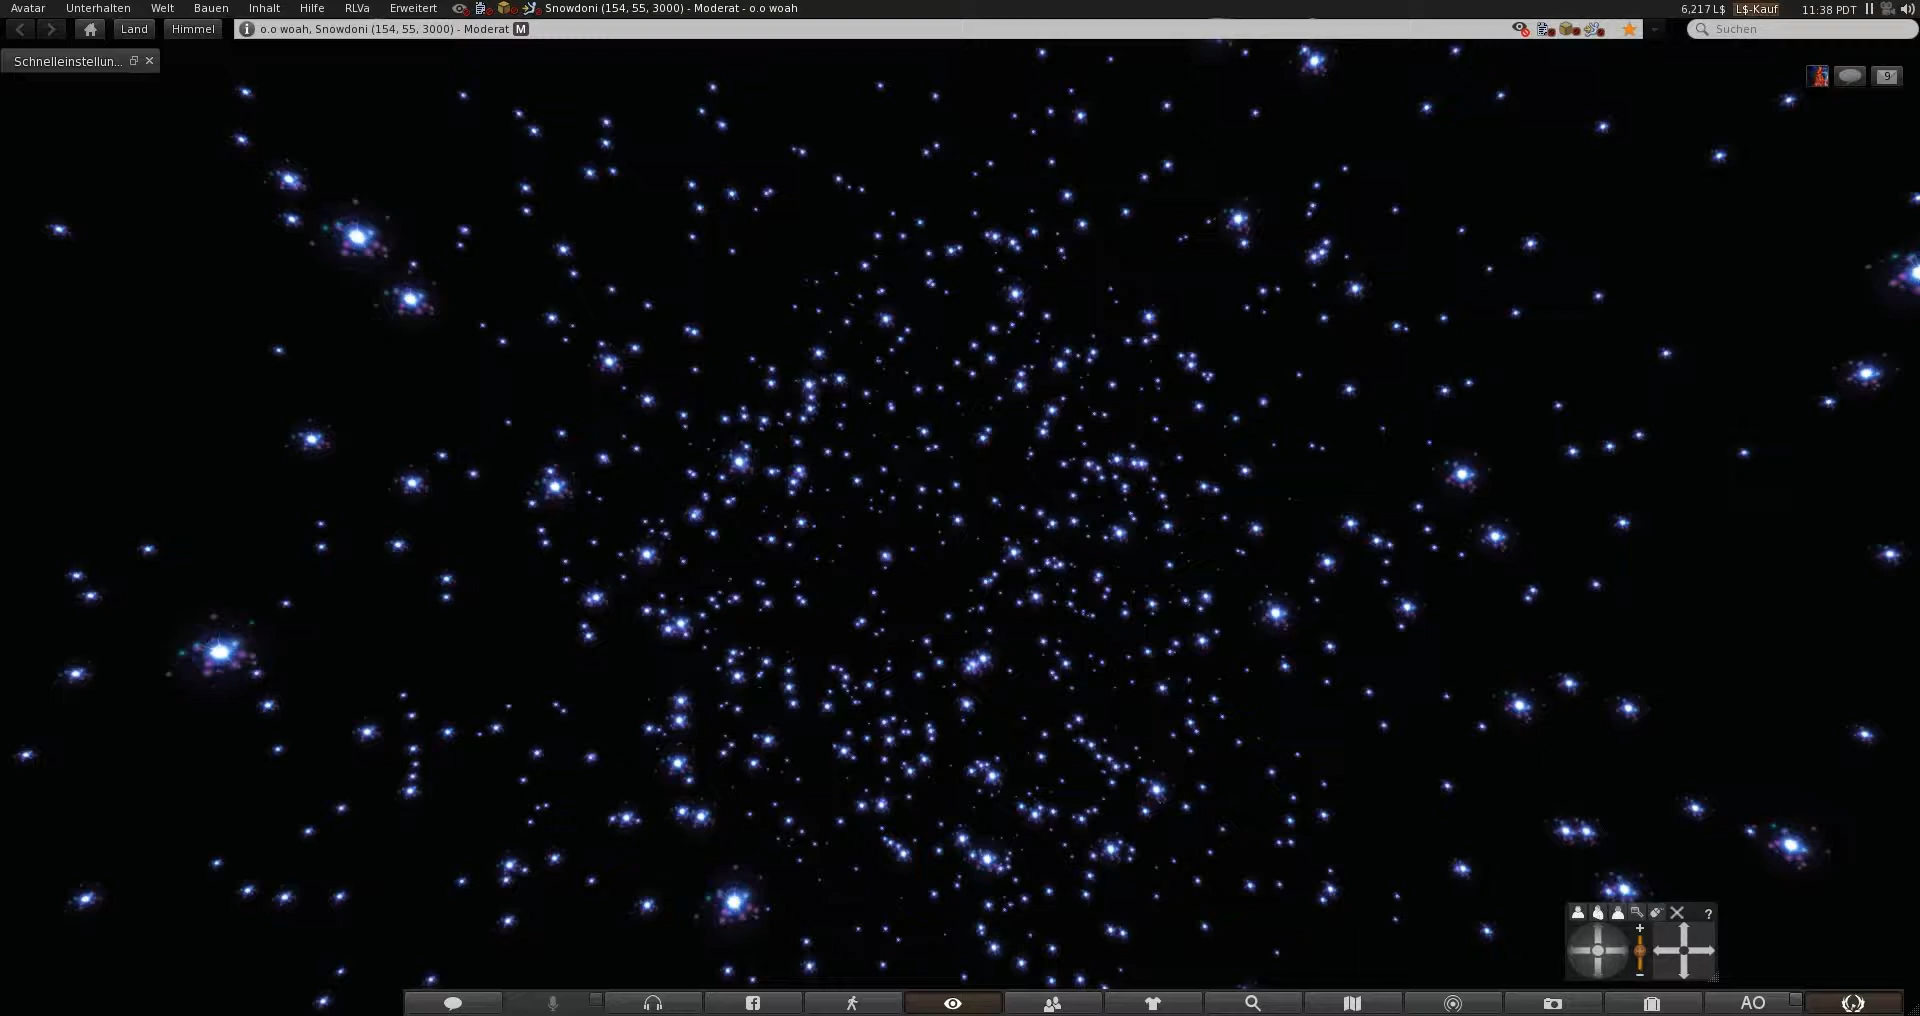 Avatar Unterhalten Welt Bauen Inhalt Hilfe RLVa Erweitert Snowdoni (154, 55, 3000) - Moderat - o.o woah 6,217 L$ L$-Kauf 11:38 PDT
Land Himmel o.o woah, Snowdoni (154, 55, 3000) - Moderat M Suchen
Schnelleinstellun...
9
?
AO